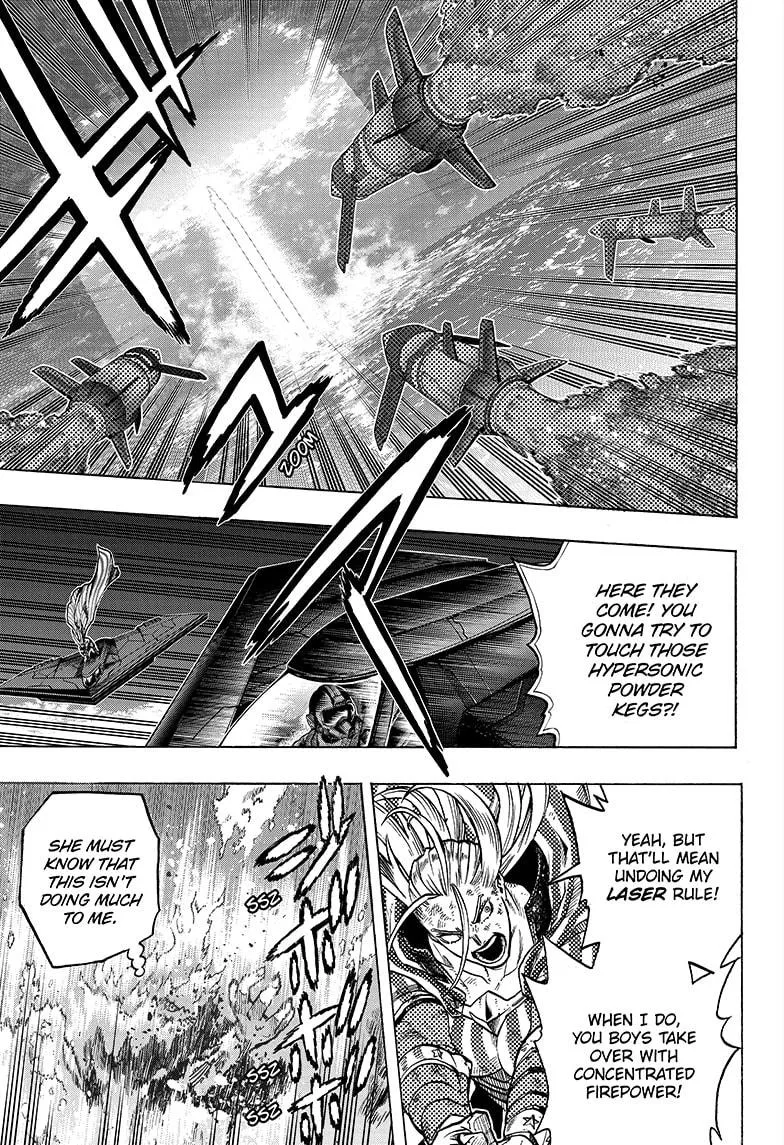 ZOOM
HERE THEY
COME! YOU
GONNA TRY TO
TOUCH THOSE
HYPERSONIC
POWDER
KEGS?!
YEAH, BUT
THAT'LL MEAN
UNDOING MY
LASER RULE!
WHEN I DO,
YOU BOYS TAKE
OVER WITH
CONCENTRATED
FIREPOWER!
SHE MUST
KNOW THAT
THIS ISN'T
DOING MUCH
TO ME.
SSZ
SSZ
SSZ
SSZ